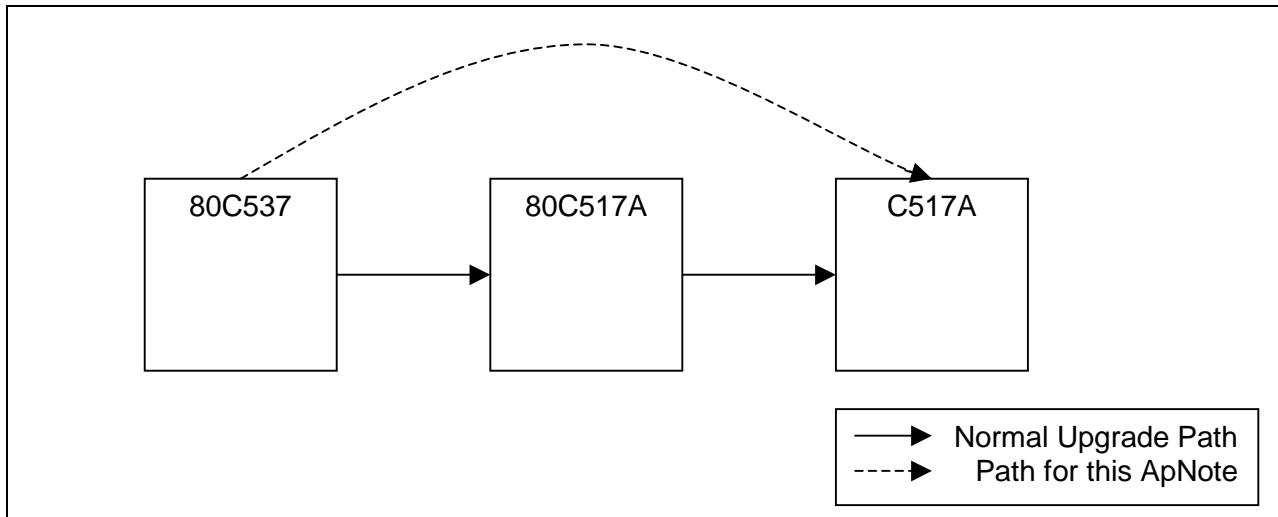 80C537
80C517A
C517A
Normal Upgrade Path
Path for this ApNote